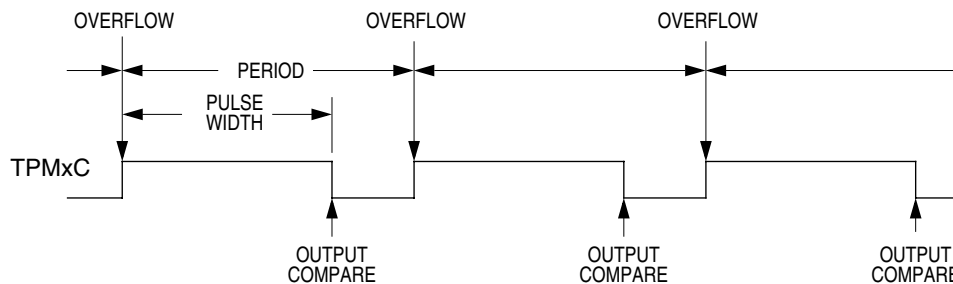 OVERFLOW
OVERFLOW
OVERFLOW
PERIOD
PULSE
WIDTH
TPMxC
OUTPUT
COMPARE
OUTPUT
COMPARE
OUTPUT
COMPARE